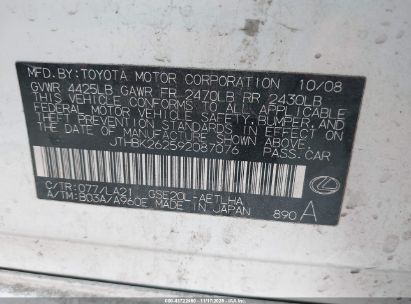 MFD. BY: TOYOTA MOTOR CORPORATION 10/08
GVWR 4425LB GAWR FR 2470LB RR 2430LB
THIS VEHICLE CONFORMS TO ALL APPLICABLE
FEDERAL MOTOR VEHICLE SAFETY, BUMPER, AND
THEFT PREVENTION STANDARDS IN EFFECT ON
THE DATE OF MANUFACTURE SHOWN ABOVE.
JTHBK262592087076 PASS. CAR
C/TR: 077/LA21 GSE20L-AETLHA
A/TM: B03A/A960E MADE IN JAPAN 890 A